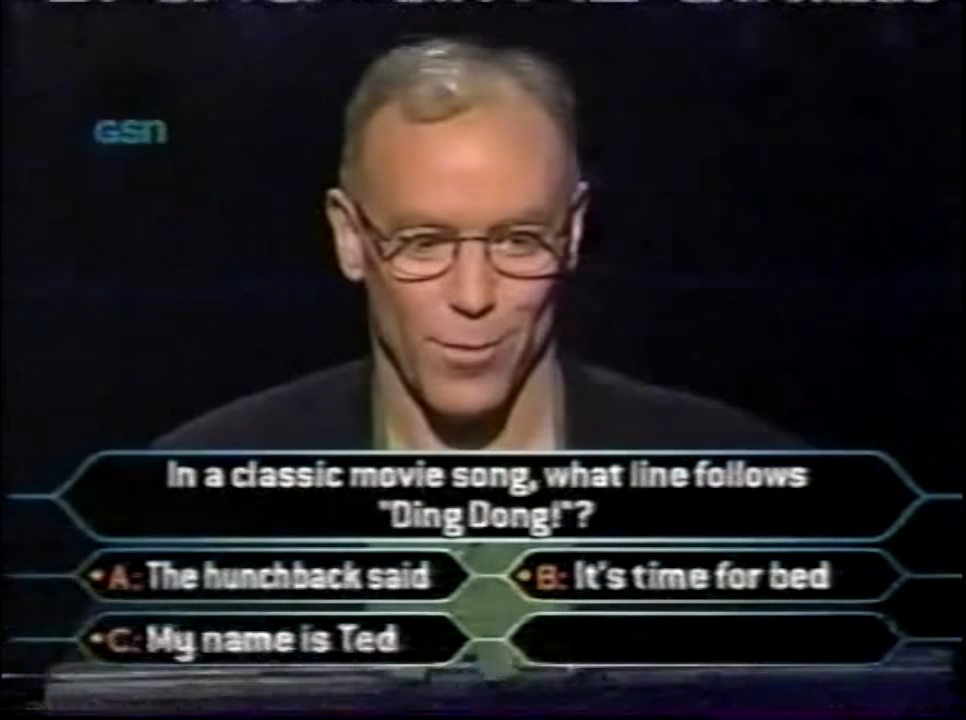 GSN
In a classic movie song, what line follows
"Ding Dong!"?
A: The hunchback said
B: It's time for bed
C: My name is Ted